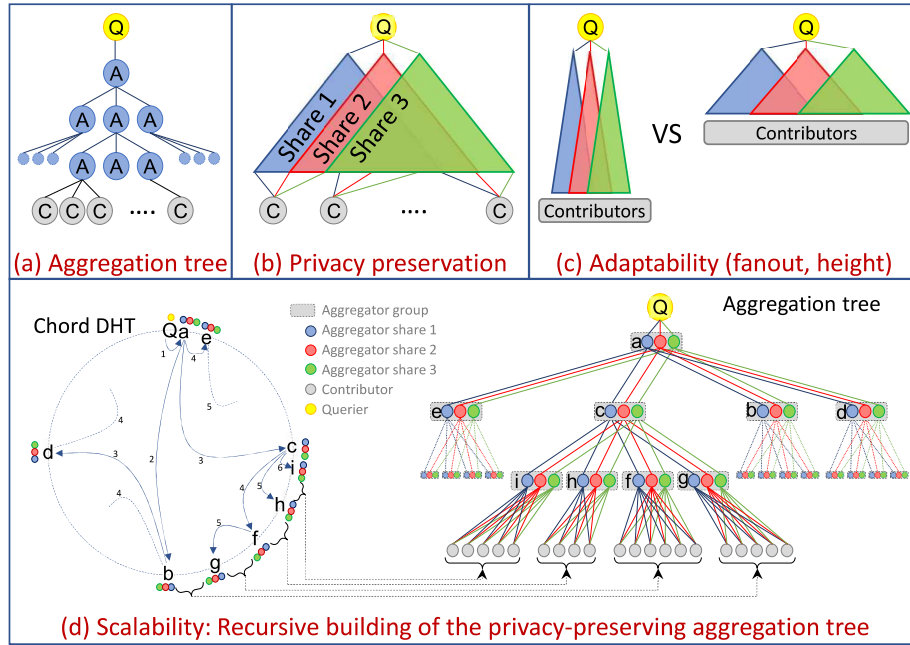 Q
A
A A A
A A A
C C C .... C
(a) Aggregation tree
Q
Share 1
Share 2
Share 3
C C .... C
(b) Privacy preservation
Q Q
VS
Contributors
Contributors
(c) Adaptability (fanout, height)
Chord DHT
Q a e
1 4
5
4
d
3 2 3
c
6 i
4 5 h
4
5 f
g
b
Aggregator group
Aggregator share 1
Aggregator share 2
Aggregator share 3
Contributor
Querier
Q
Aggregation tree
a
e c b d
i h f g
(d) Scalability: Recursive building of the privacy-preserving aggregation tree